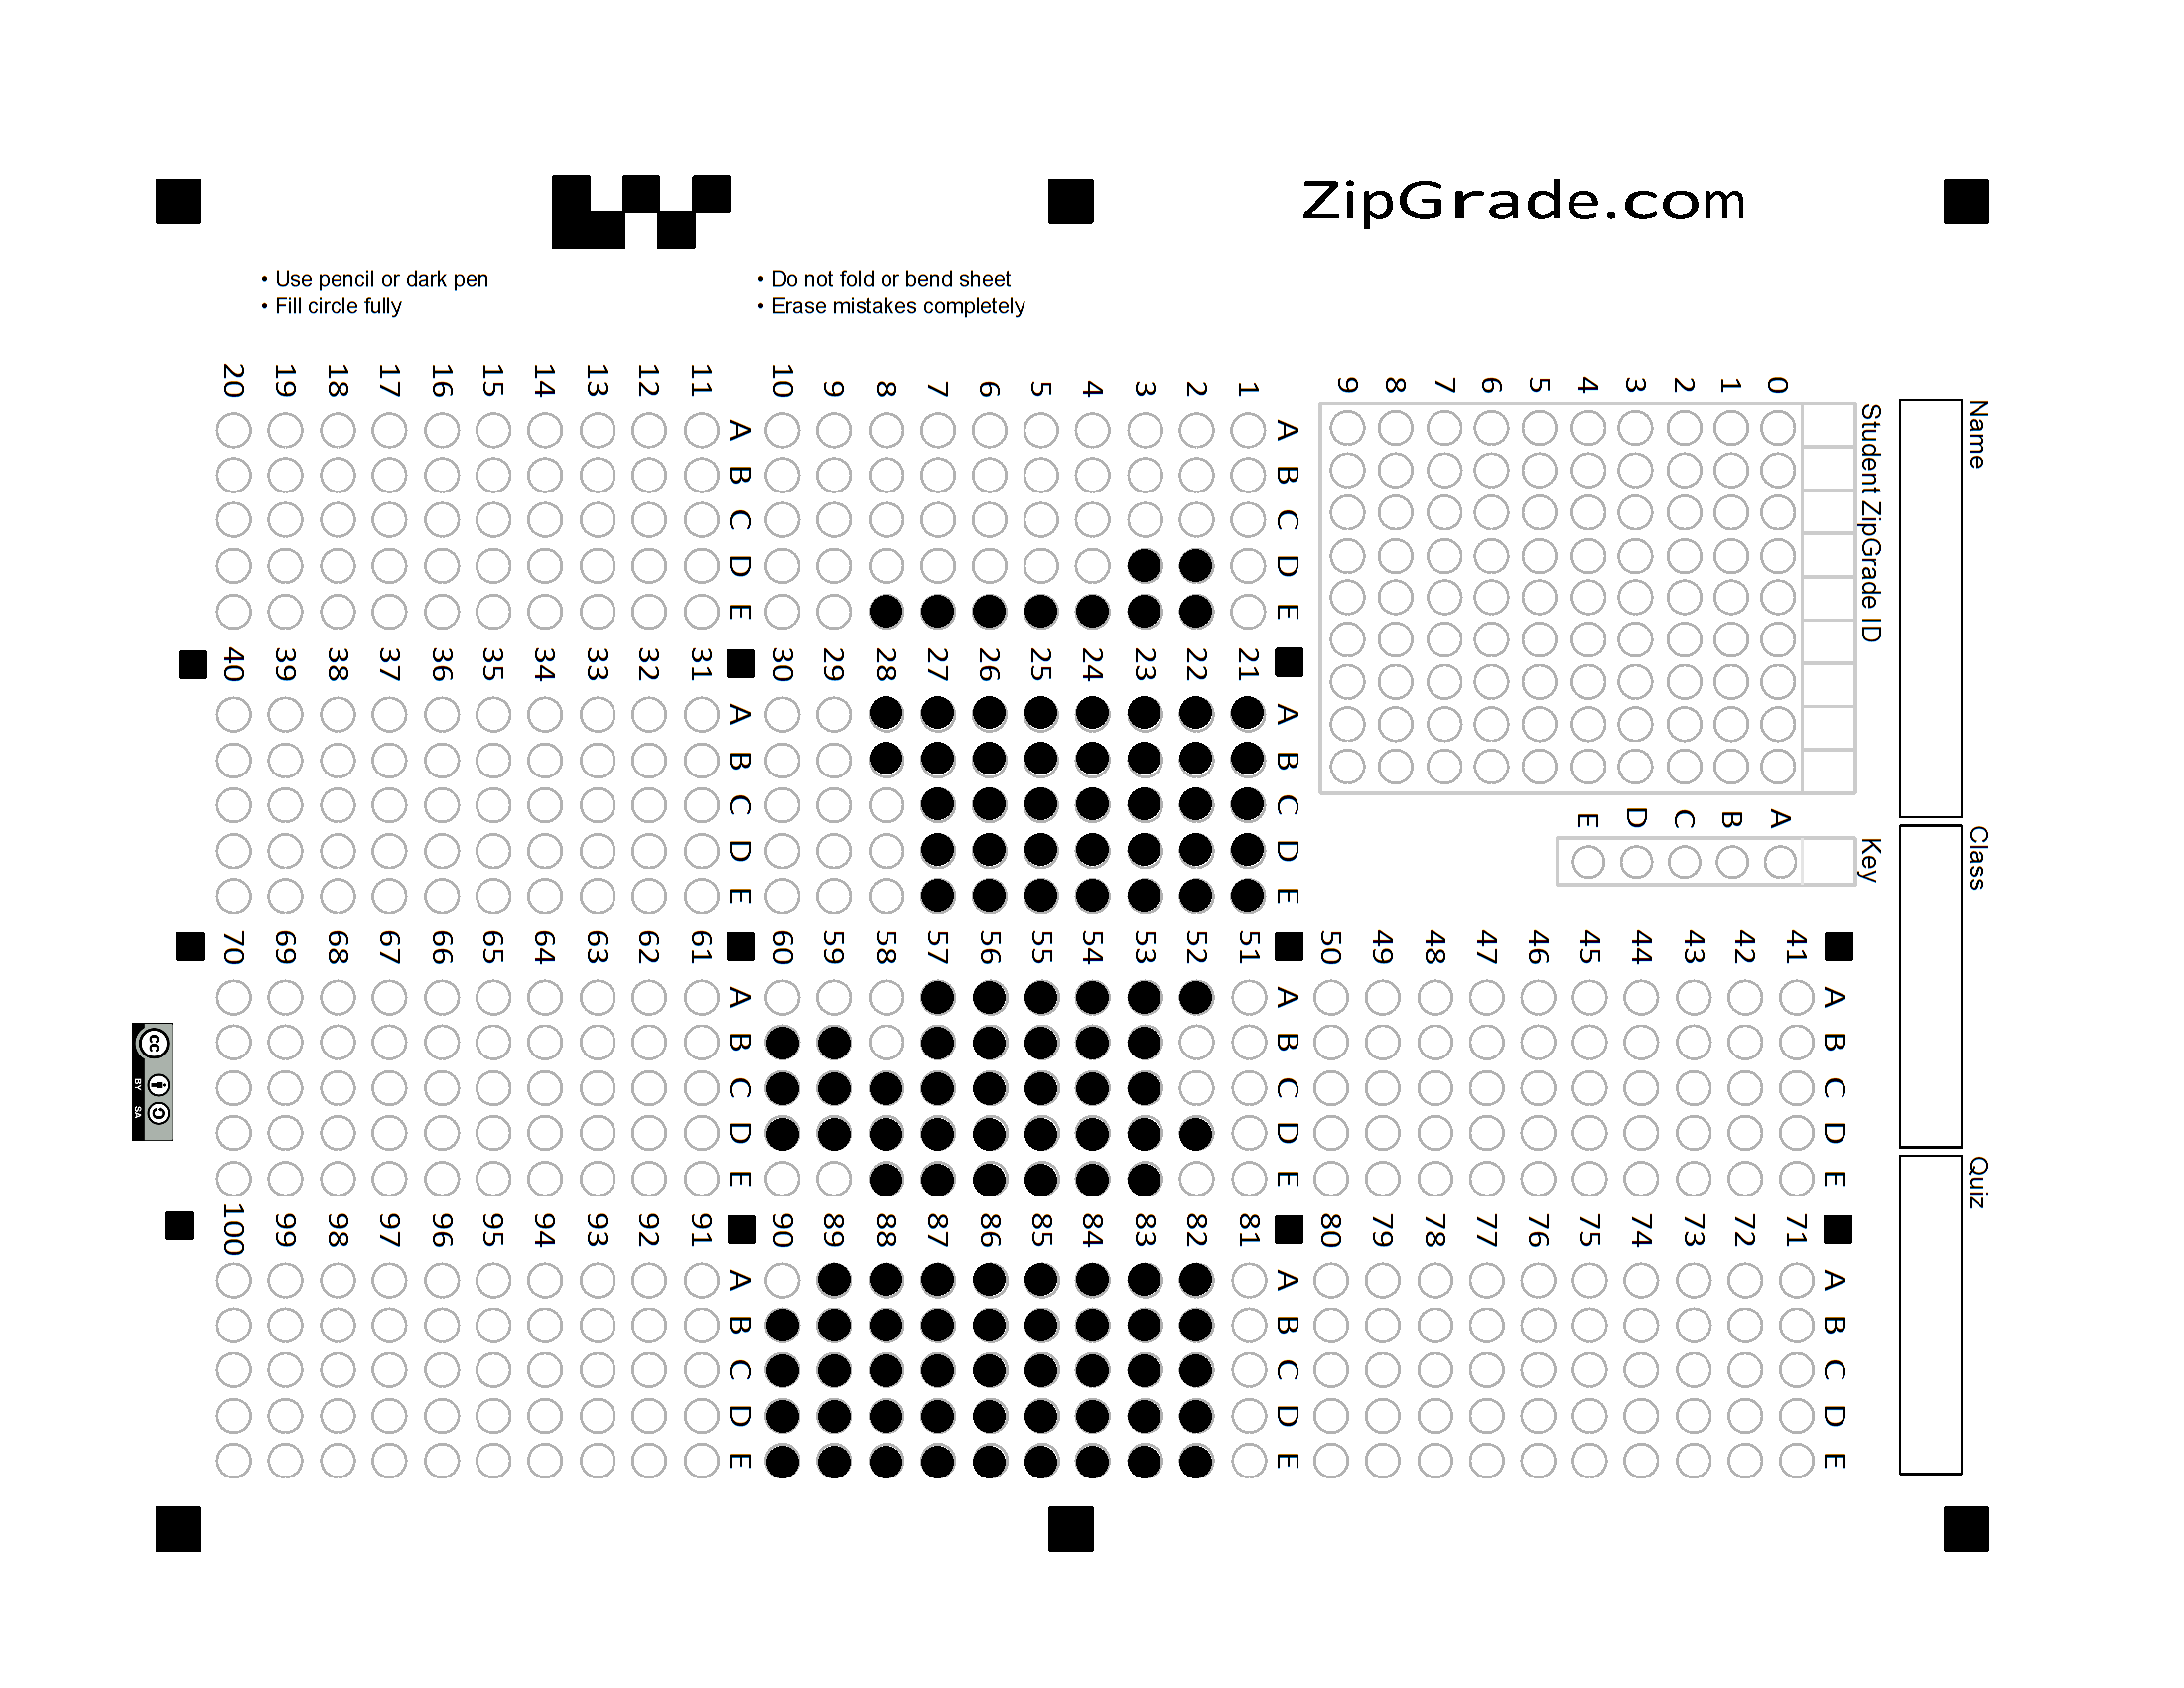 ZipGrade.com
• Use pencil or dark pen
• Fill circle fully
• Do not fold or bend sheet
• Erase mistakes completely
Name
Class
Quiz
Student ZipGrade ID
0 1 2 3 4 5 6 7 8 9
Key
A B C D E
1 2 3 4 5 6 7 8 9 10
A B C D E
11 12 13 14 15 16 17 18 19 20
A B C D E
21 22 23 24 25 26 27 28 29 30
A B C D E
31 32 33 34 35 36 37 38 39 40
A B C D E
41 42 43 44 45 46 47 48 49 50
A B C D E
51 52 53 54 55 56 57 58 59 60
A B C D E
61 62 63 64 65 66 67 68 69 70
A B C D E
71 72 73 74 75 76 77 78 79 80
A B C D E
81 82 83 84 85 86 87 88 89 90
A B C D E
91 92 93 94 95 96 97 98 99 100
A B C D E
cc
BY SA